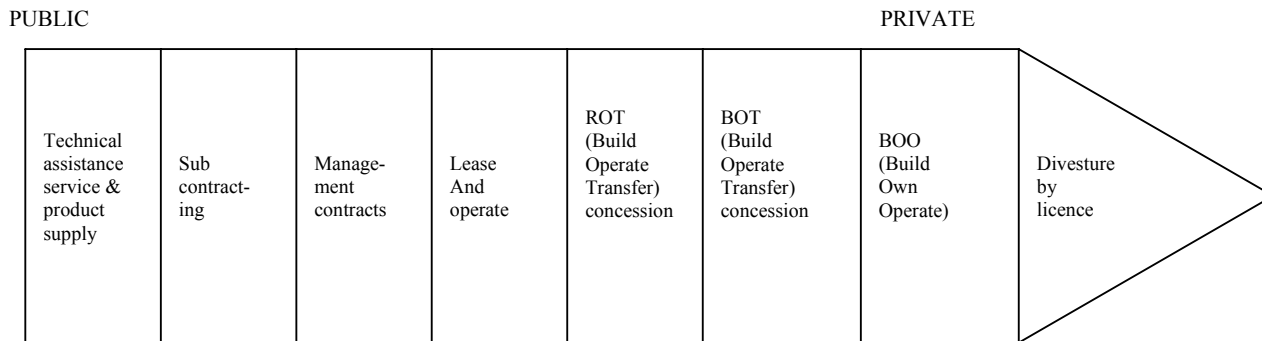 PUBLIC
PRIVATE
Technical
assistance
service &
product
supply
Sub
contract-
ing
Manage-
ment
contracts
Lease
And
operate
ROT
(Build
Operate
Transfer)
concession
BOT
(Build
Operate
Transfer)
concession
BOO
(Build
Own
Operate)
Divesture
by
licence